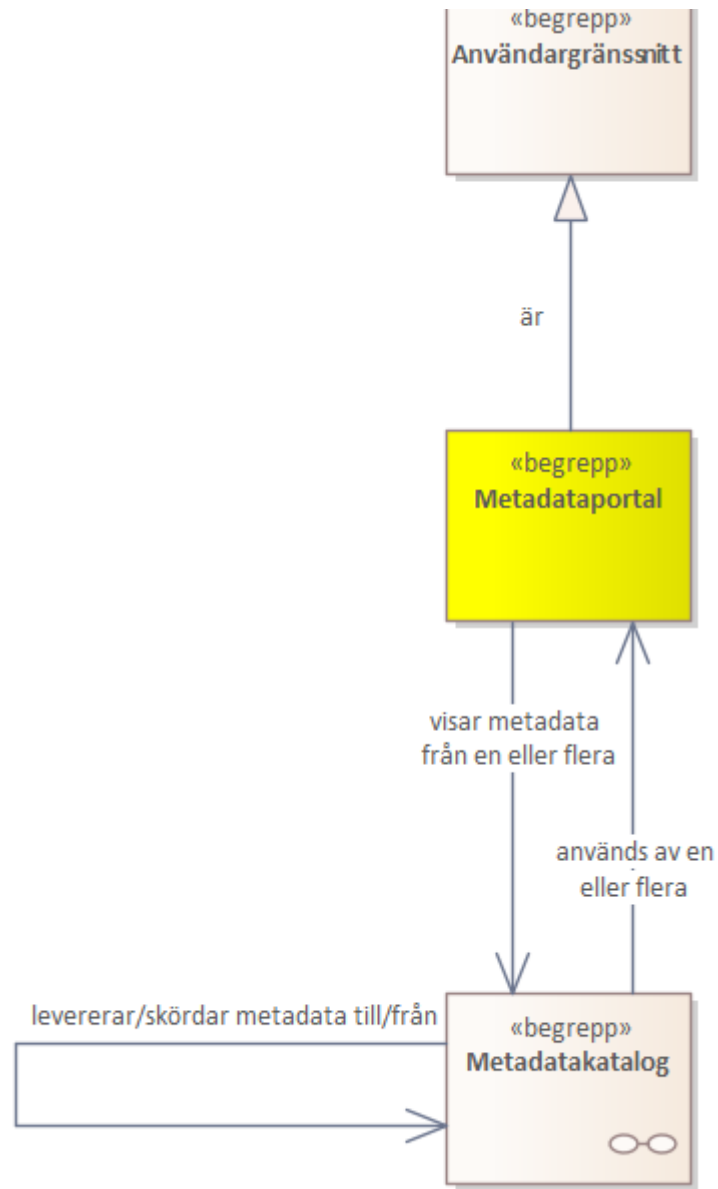 «begrepp»
Användargränssnitt
är
«begrepp»
Metadataportal
visar metadata
från en eller flera
används av en
eller flera
levererar/skördar metadata till/från
«begrepp»
Metadatakatalog